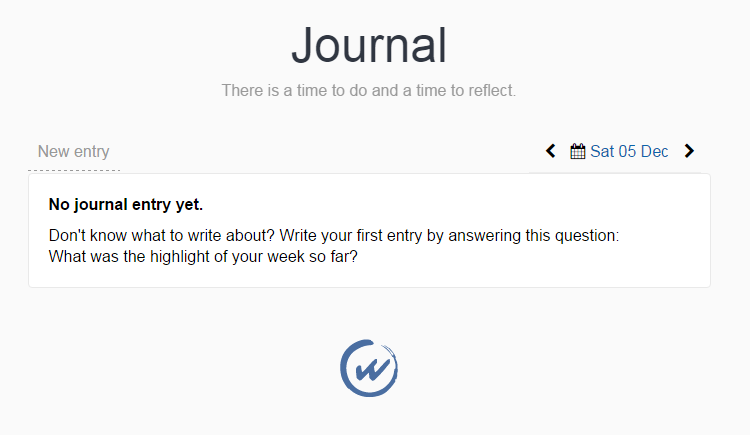 Journal
There is a time to do and a time to reflect.
New entry
Sat 05 Dec
No journal entry yet.
Don't know what to write about? Write your first entry by answering this question:
What was the highlight of your week so far?
W